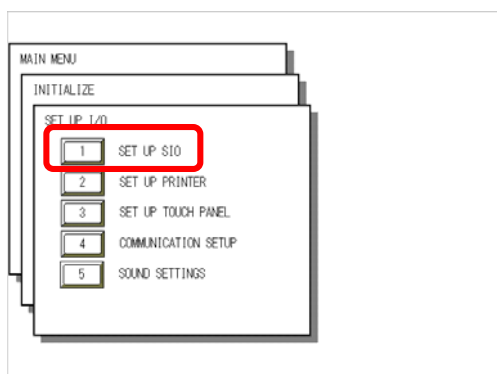 MAIN MENU
INITIALIZE
SET UP I/O
1 SET UP SIO
2 SET UP PRINTER
3 SET UP TOUCH PANEL
4 COMMUNICATION SETUP
5 SOUND SETTINGS